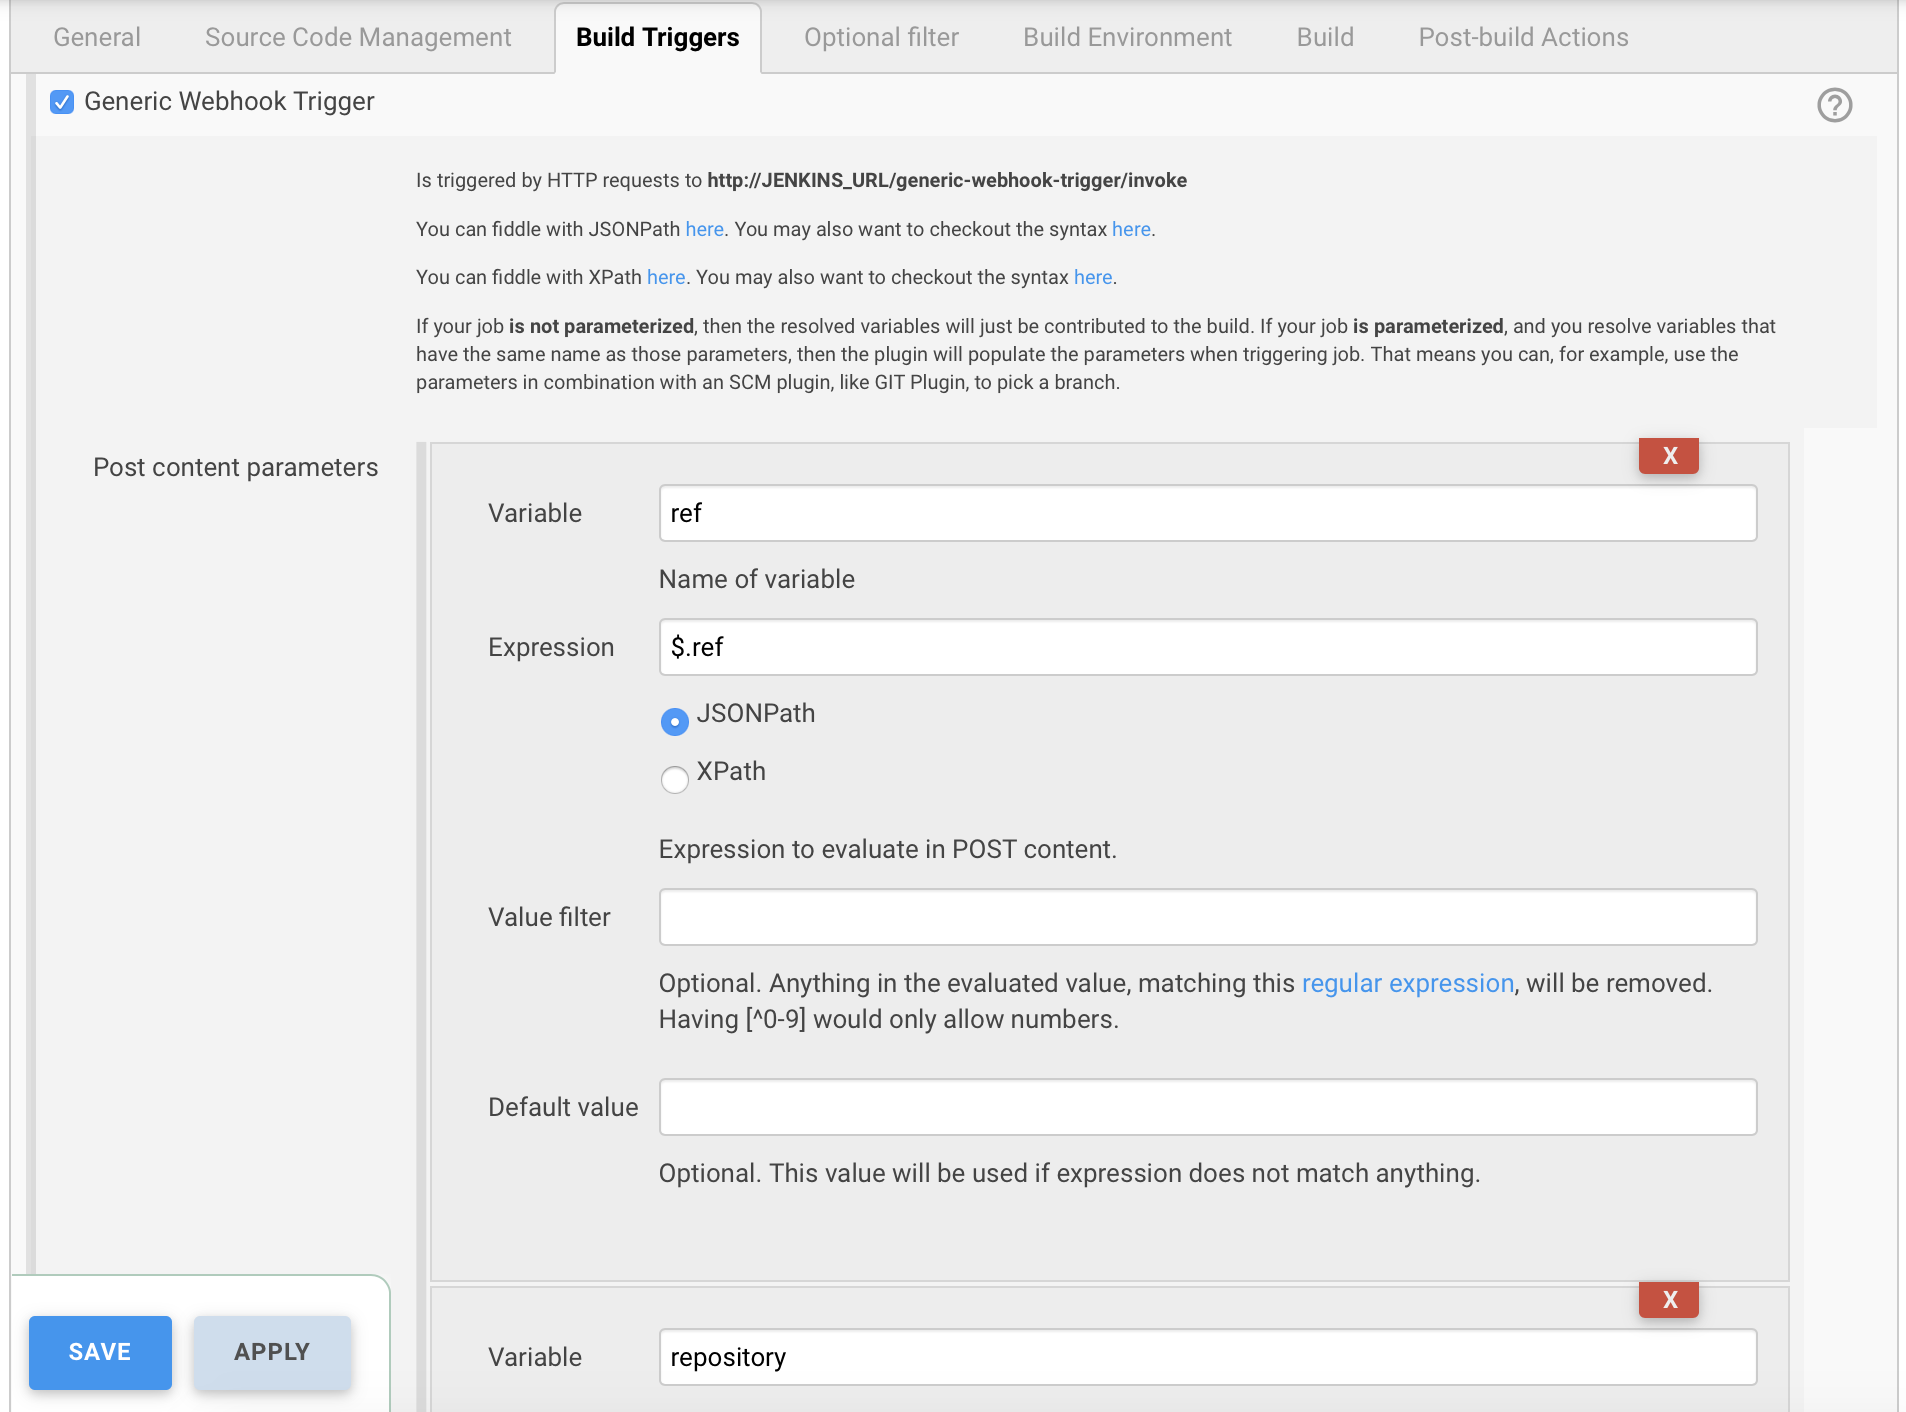 General Source Code Management Build Triggers Optional filter Build Environment Build Post-build Actions
Generic Webhook Trigger
Is triggered by HTTP requests to http://JENKINS_URL/generic-webhook-trigger/invoke
You can fiddle with JSONPath here. You may also want to checkout the syntax here.
You can fiddle with XPath here. You may also want to checkout the syntax here.
If your job is not parameterized, then the resolved variables will just be contributed to the build. If your job is parameterized, and you resolve variables that
have the same name as those parameters, then the plugin will populate the parameters when triggering job. That means you can, for example, use the
parameters in combination with an SCM plugin, like GIT Plugin, to pick a branch.
Post content parameters
X
Variable ref
Name of variable
Expression $.ref
JSONPath
XPath
Expression to evaluate in POST content.
Value filter
Optional. Anything in the evaluated value, matching this regular expression, will be removed.
Having [^0-9] would only allow numbers.
Default value
Optional. This value will be used if expression does not match anything.
X
SAVE APPLY
Variable repository